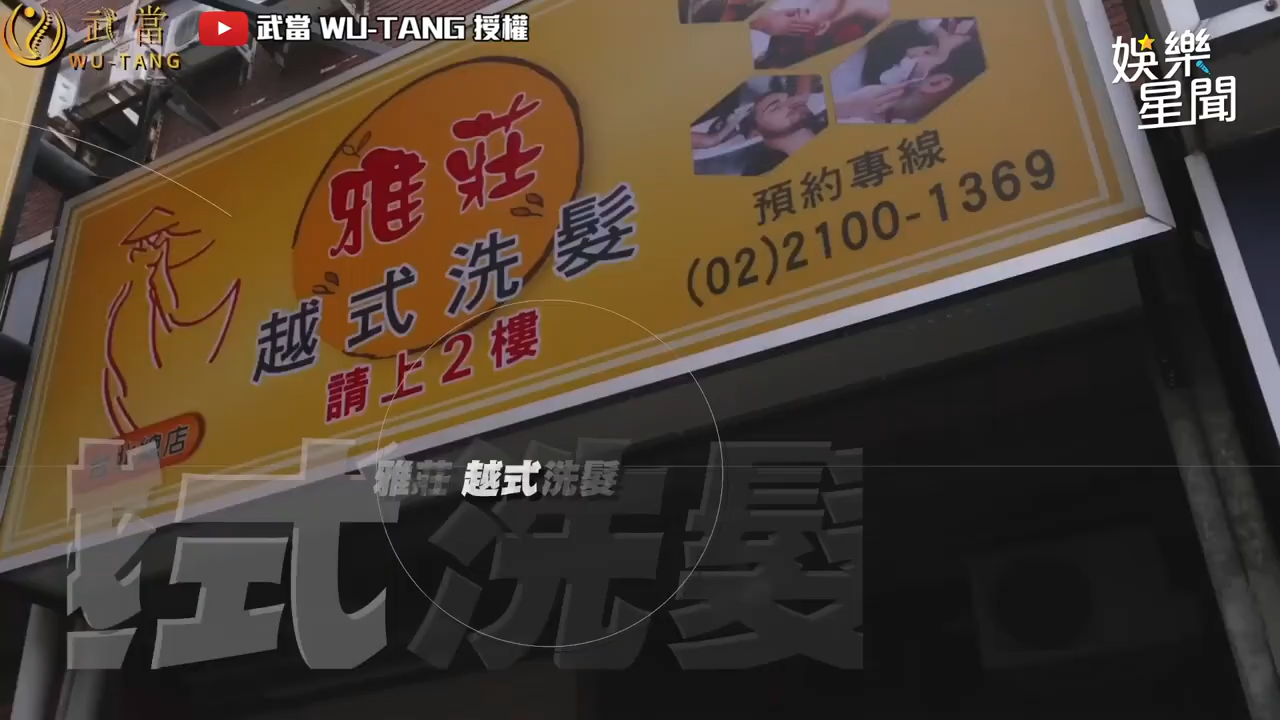 武當
WU-TANG
武當 WU-TANG 授權
娛樂
星聞
雅莊
越式洗髮
請上2樓
預約專線
(02)2100-1369
店
雅莊 越式洗髮
式洗髮